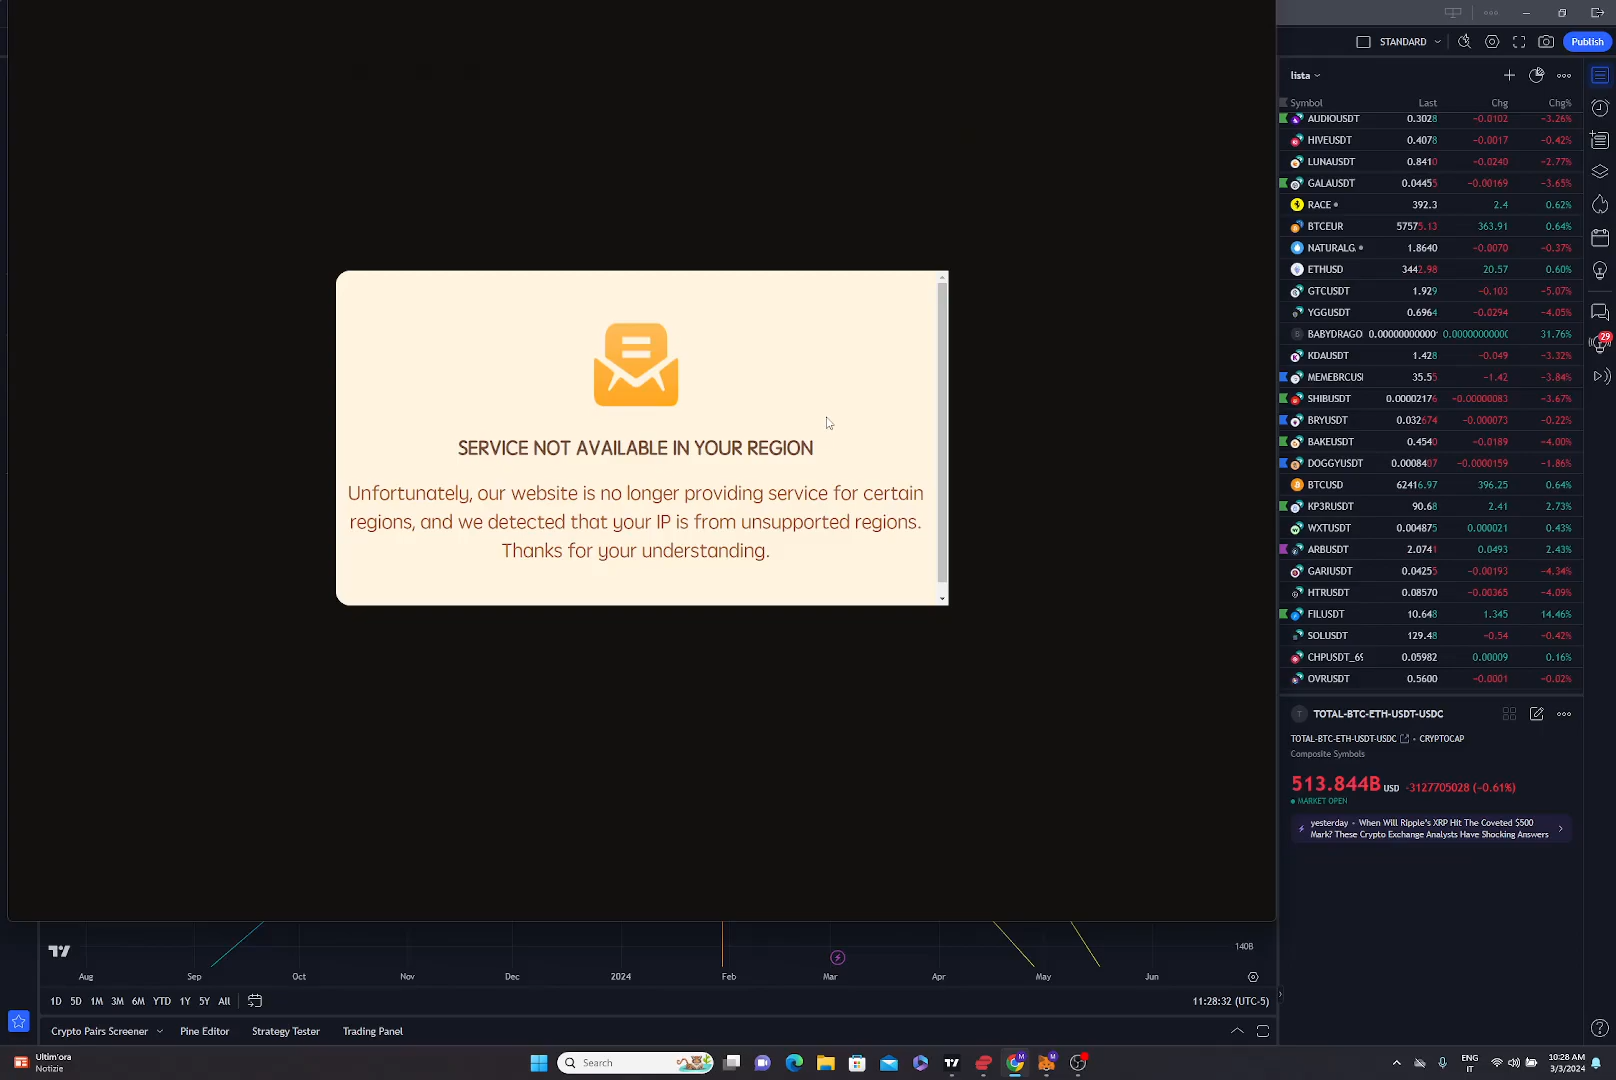 STANDARD
Publish
lista
Symbol Last Chg Chg%
AUDIOUSDT 0.3028 −0.0102 −3.26%
HIVEUSDT 0.4078 −0.0017 −0.42%
LUNAUSDT 0.8410 −0.0240 −2.77%
GALAUSDT 0.04455 −0.00169 −3.65%
RACE 392.3 2.4 0.62%
BTCEUR 57575.13 363.91 0.64%
NATURALG. 1.8640 −0.0070 −0.37%
ETHUSD 3442.98 20.57 0.60%
GTCUSDT 1.929 −0.103 −5.07%
YGGUSDT 0.6964 −0.0294 −4.05%
BABYDRAGO 0.00000000000 0.0000000000 31.76%
KDAUSDT 1.428 −0.049 −3.32%
MEMEBRCUS 35.55 −1.42 −3.84%
SHIBUSDT 0.00002176 −0.00000083 −3.67%
BRYUSDT 0.032674 −0.000073 −0.22%
BAKEUSDT 0.4540 −0.0189 −4.00%
DOGGYUSDT 0.0008407 −0.0000159 −1.86%
BTCUSD 62416.97 396.25 0.64%
KP3RUSDT 90.68 2.41 2.73%
WXTUSDT 0.004875 0.000021 0.43%
ARBUSDT 2.0741 0.0493 2.43%
GARIUSDT 0.04255 −0.00193 −4.34%
HTRUSDT 0.08570 −0.00365 −4.09%
FILUSDT 10.648 1.345 14.46%
SOLUSDT 129.48 −0.54 −0.42%
CHPUSDT_69 0.05982 0.00009 0.16%
OVRUSDT 0.5600 −0.0001 −0.02%
29
SERVICE NOT AVAILABLE IN YOUR REGION
Unfortunately, our website is no longer providing service for certain
regions, and we detected that your IP is from unsupported regions.
Thanks for your understanding.
T TOTAL-BTC-ETH-USDT-USDC
TOTAL-BTC-ETH-USDT-USDC • CRYPTOCAP
Composite Symbols
513.844B USD −3127705028 (−0.61%)
MARKET OPEN
yesterday • When Will Ripple's XRP Hit The Coveted $500
Mark? These Crypto Exchange Analysts Have Shocking Answers
140B
Aug Sep Oct Nov Dec 2024 Feb Mar Apr May Jun
1D 5D 1M 3M 6M YTD 1Y 5Y All
11:28:32 (UTC-5)
Crypto Pairs Screener Pine Editor Strategy Tester Trading Panel
Ultim'ora
Notizie
Search
ENG
IT
10:28 AM
3/3/2024